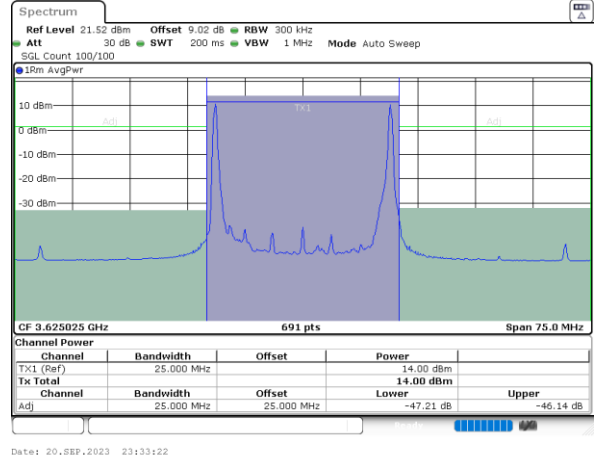 Spectrum
Ref Level 21.52 dBm Offset 9.02 dB RBW 300 kHz
Att 30 dB SWT 200 ms VBW 1 MHz Mode Auto Sweep
SGL Count 100/100
1Rm AvgPwr
10 dBm
TX1
Adj
Adj
0 dBm
-10 dBm
-20 dBm
-30 dBm
CF 3.625025 GHz 691 pts Span 75.0 MHz
Channel Power
Channel Bandwidth Offset Power
TX1 (Ref) 25.000 MHz 14.00 dBm
Tx Total 14.00 dBm
Channel Bandwidth Offset Lower Upper
Adj 25.000 MHz 25.000 MHz -47.21 dB -46.14 dB
Ready
Date: 20.SEP.2023 23:33:22